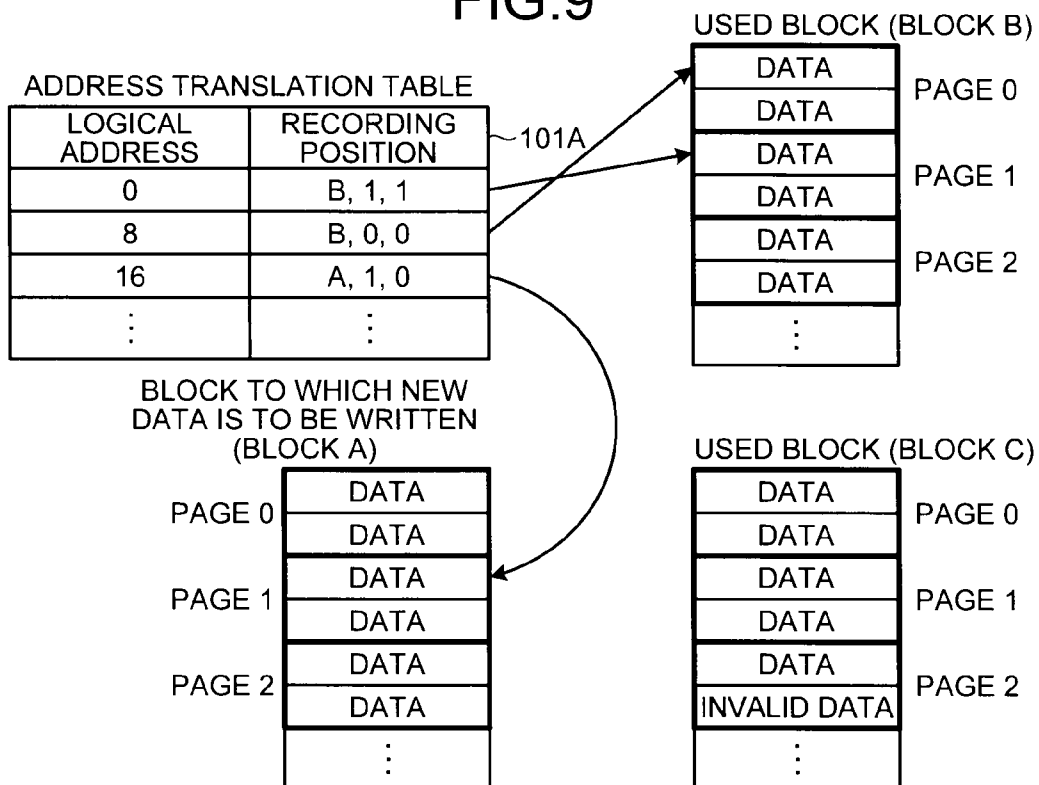 FIG.9
USED BLOCK (BLOCK B)
DATA
DATA
PAGE 0
DATA
DATA
PAGE 1
DATA
DATA
PAGE 2
⋮
ADDRESS TRANSLATION TABLE
LOGICAL ADDRESS
RECORDING POSITION
~101A
0
B, 1, 1
8
B, 0, 0
16
A, 1, 0
⋮
⋮
BLOCK TO WHICH NEW
DATA IS TO BE WRITTEN
(BLOCK A)
PAGE 0
DATA
DATA
PAGE 1
DATA
DATA
PAGE 2
DATA
DATA
⋮
USED BLOCK (BLOCK C)
DATA
DATA
PAGE 0
DATA
DATA
PAGE 1
DATA
INVALID DATA
PAGE 2
⋮